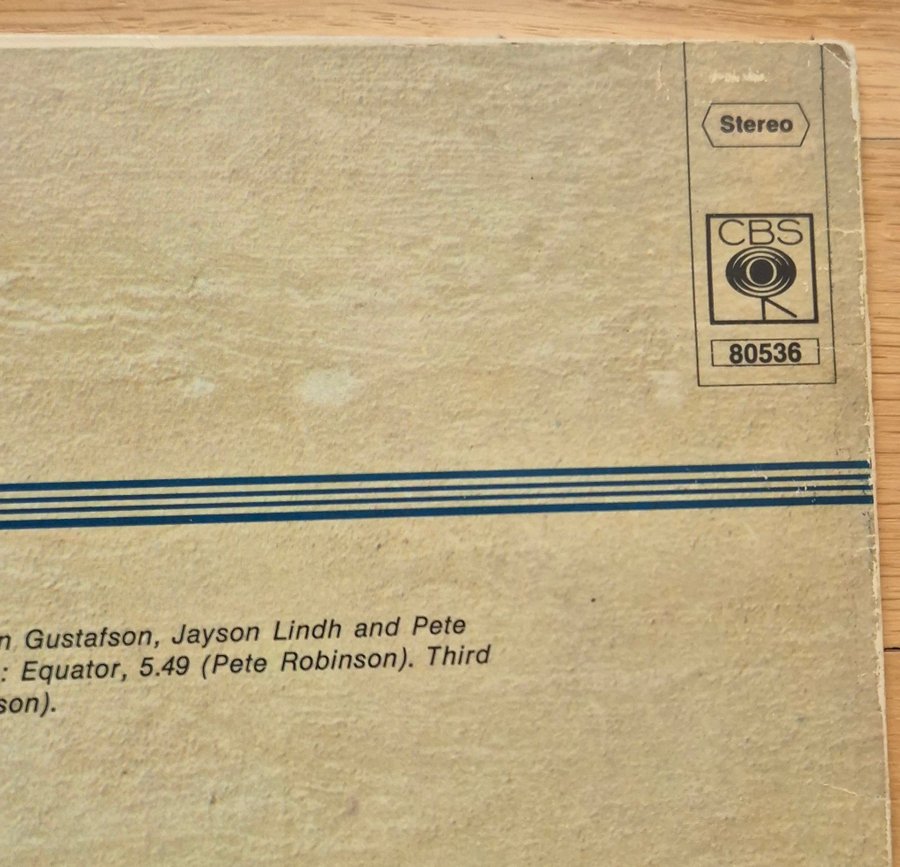 Stereo
CBS
80536
n Gustafson, Jayson Lindh and Pete
: Equator, 5.49 (Pete Robinson). Third
son).